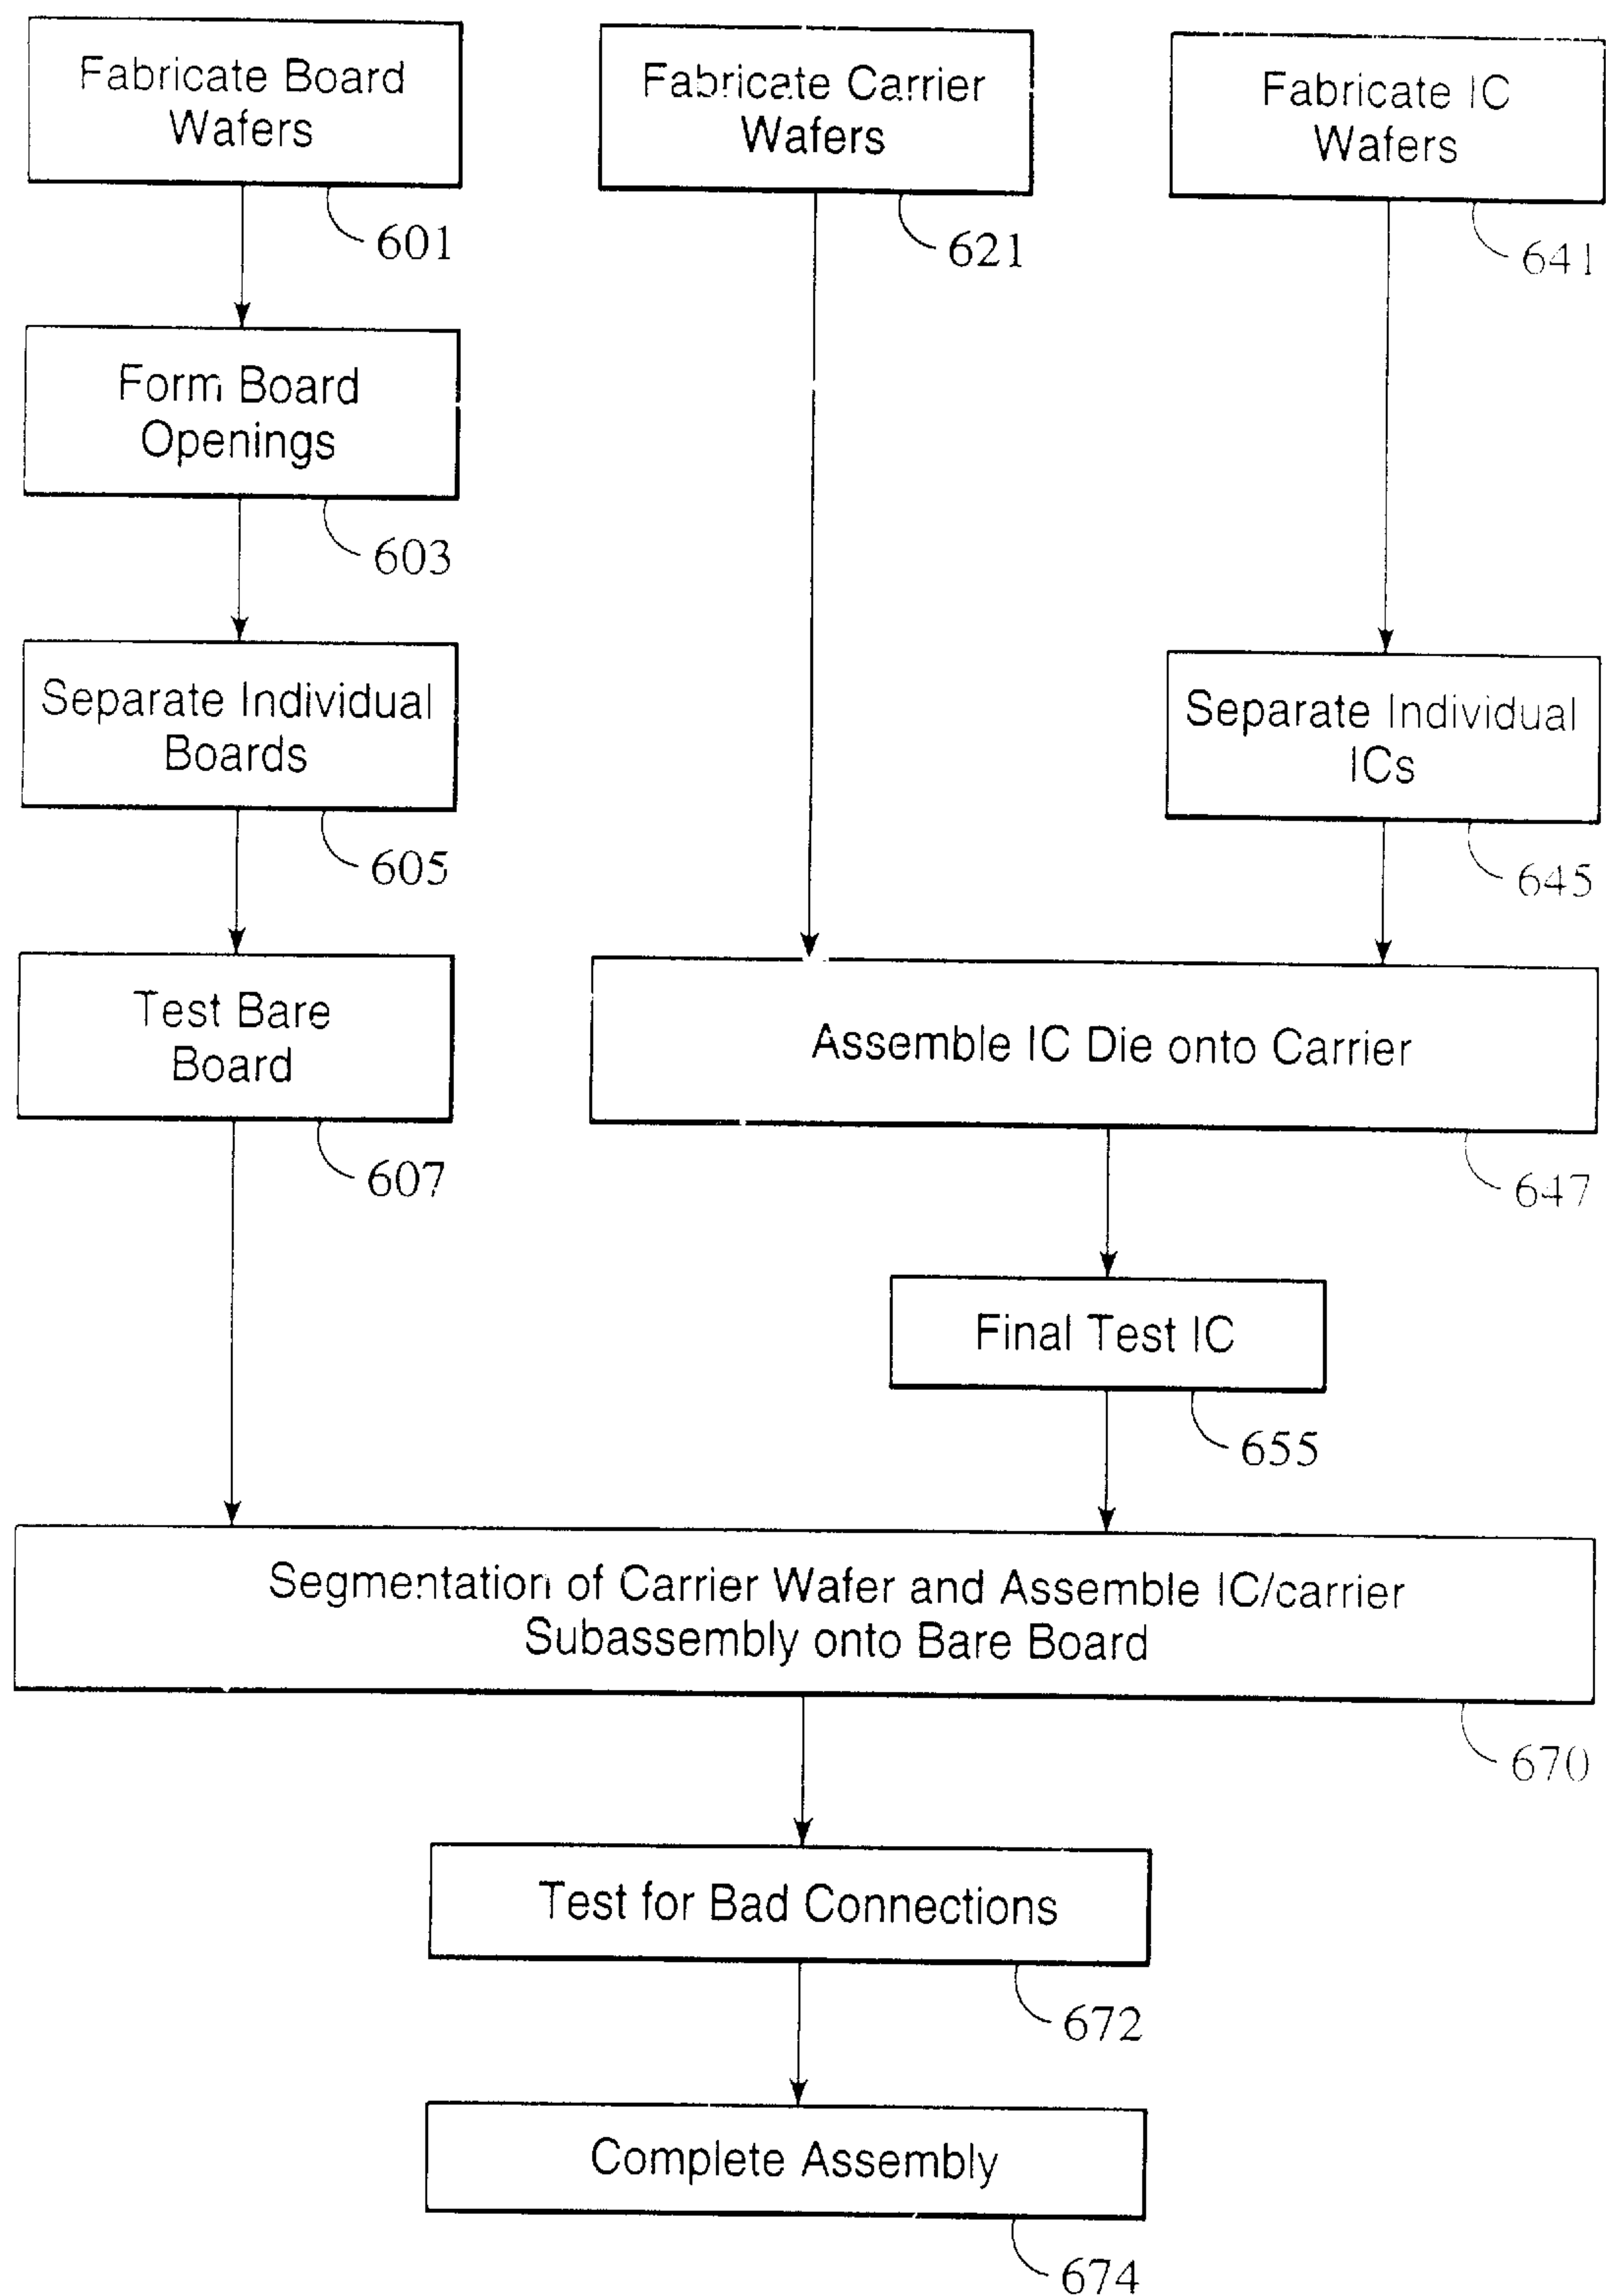 Fabricate Board
Wafers
601
Fabricate Carrier
Wafers
621
Fabricate IC
Wafers
641
Form Board
Openings
603
Separate Individual
Boards
605
Separate Individual
ICs
645
Test Bare
Board
607
Assemble IC Die onto Carrier
647
Final Test IC
655
Segmentation of Carrier Wafer and Assemble IC/carrier
Subassembly onto Bare Board
670
Test for Bad Connections
672
Complete Assembly
674